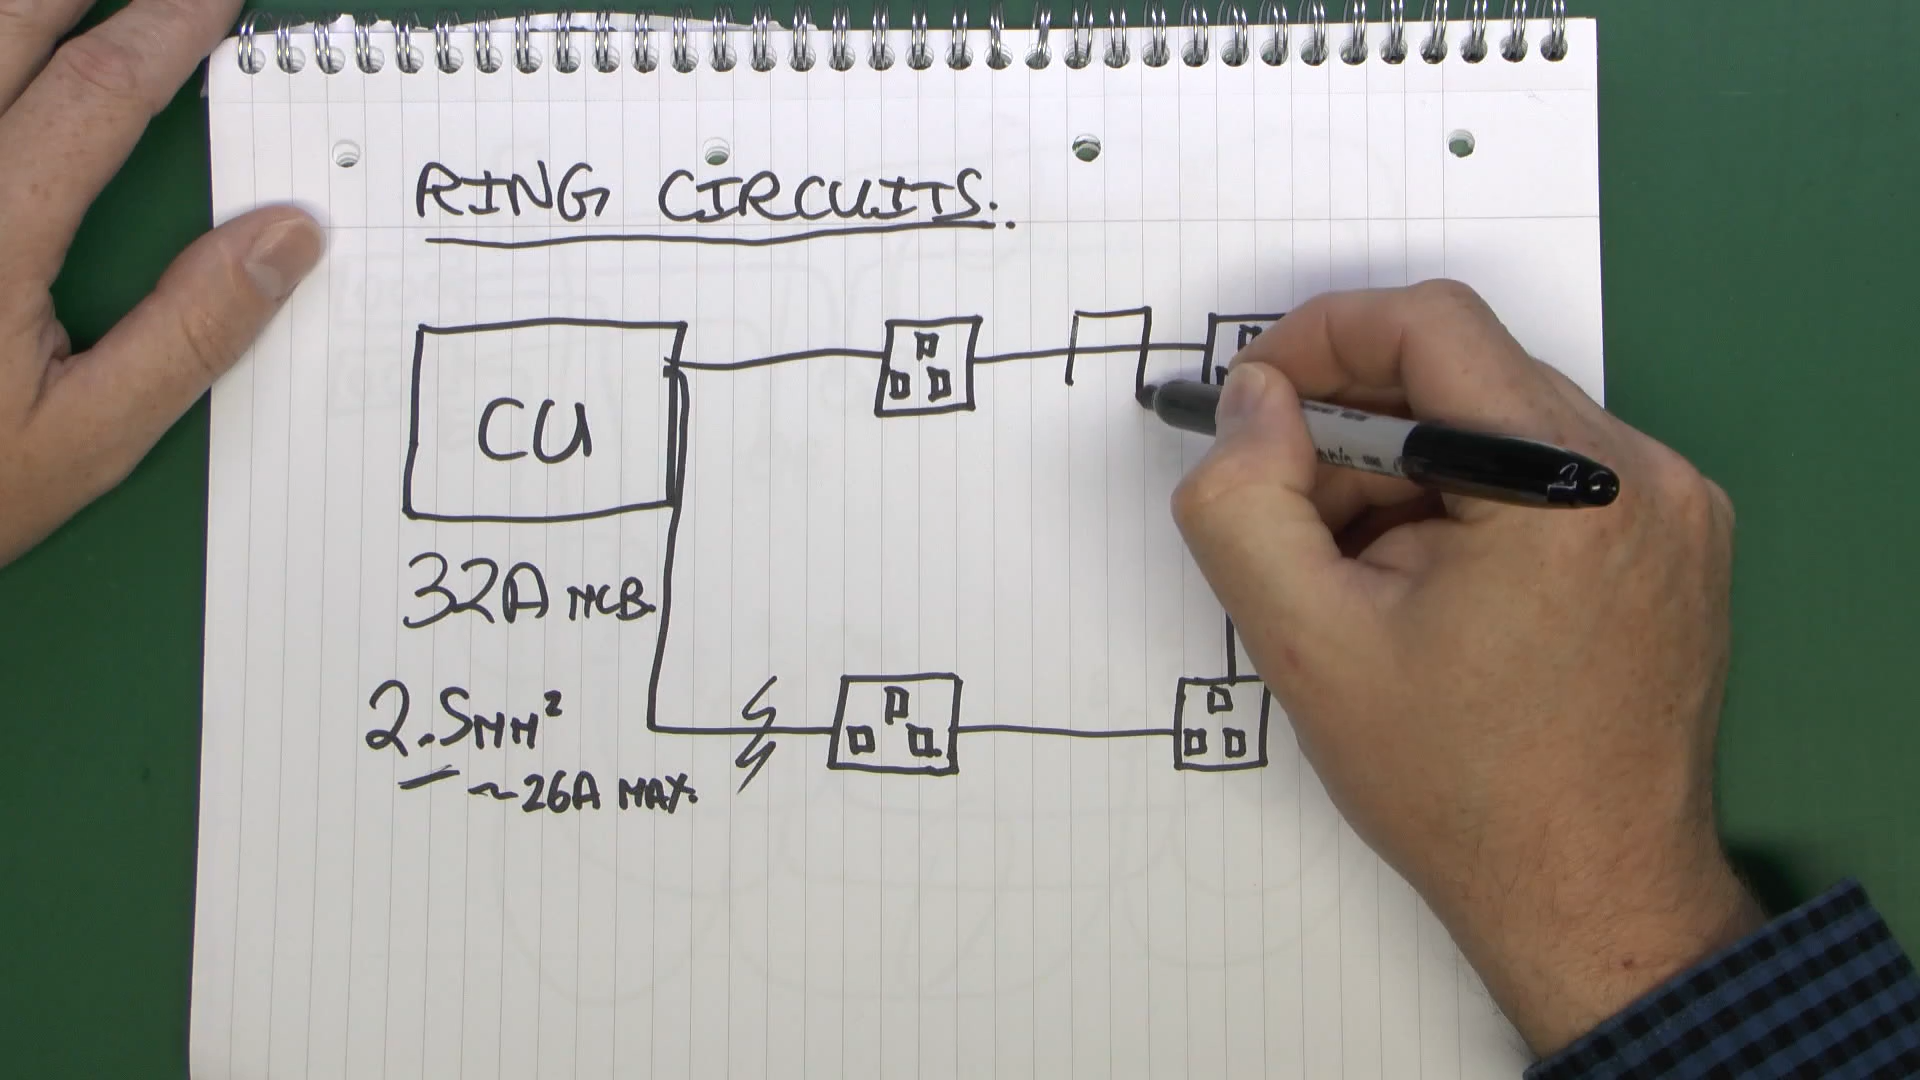 RING CIRCUITS.
CU
32A MCB
2.5MM²
~26A MAX.